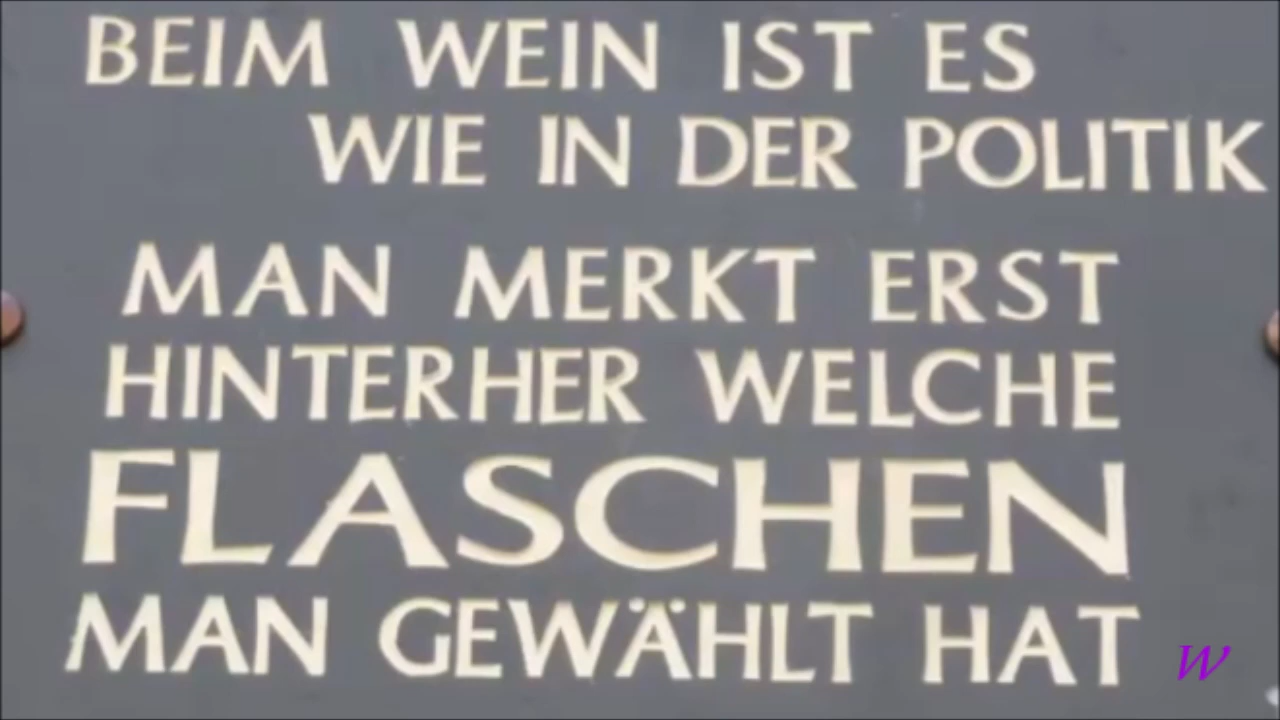 BEIM WEIN IST ES
WIE IN DER POLITIK
MAN MERKT ERST
HINTERHER WELCHE
FLASCHEN
MAN GEWÄHLT HAT
W